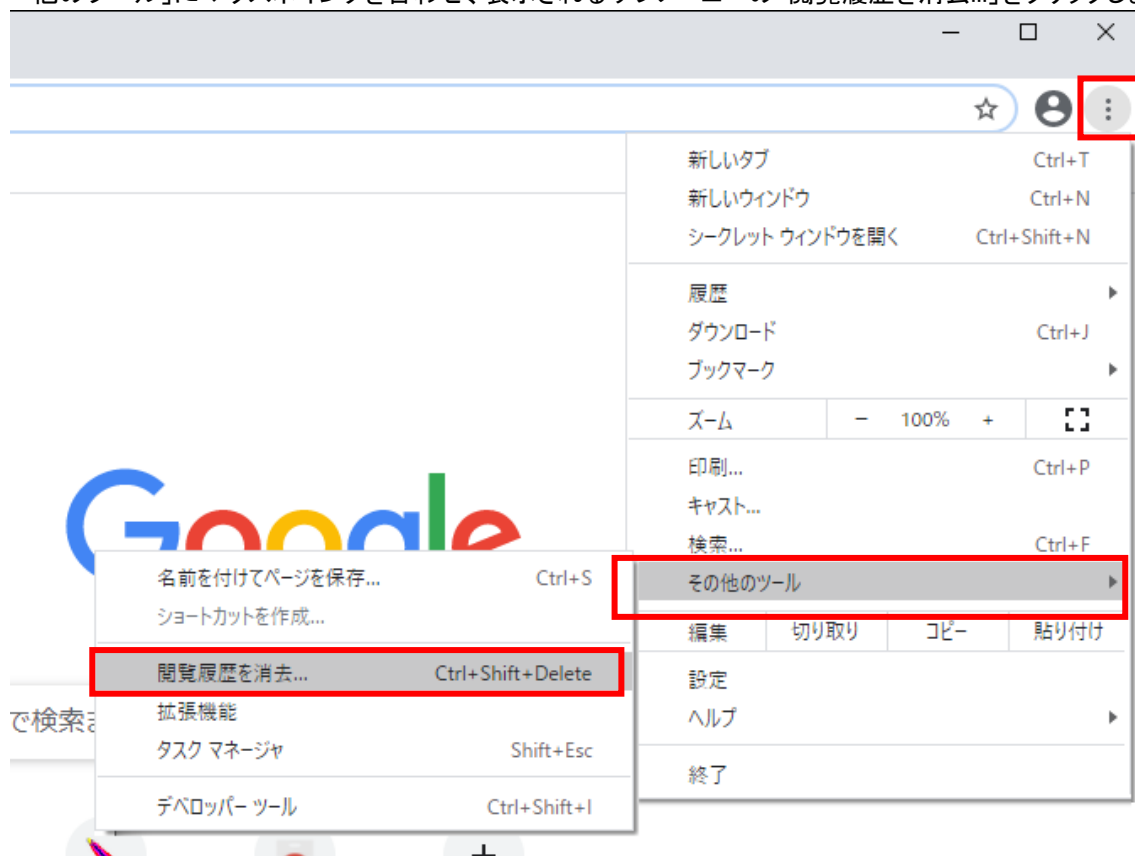 新しいタブ Ctrl+T
新しいウィンドウ Ctrl+N
シークレット ウィンドウを開く Ctrl+Shift+N
履歴
ダウンロード Ctrl+J
ブックマーク
ズーム － 100% +
印刷... Ctrl+P
キャスト...
検索... Ctrl+F
その他のツール
編集 切り取り コピー 貼り付け
設定
ヘルプ
終了
Google
名前を付けてページを保存... Ctrl+S
ショートカットを作成...
閲覧履歴を消去... Ctrl+Shift+Delete
拡張機能
タスク マネージャ Shift+Esc
デベロッパー ツール Ctrl+Shift+I
で検索